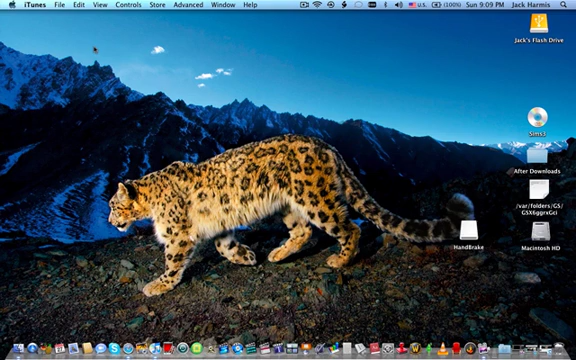 iTunes File Edit View Controls Store Advanced Window Help U.S. (100%) Sun 9:09 PM Jack Harmis
Jack's Flash Drive
Sims3
After Downloads
/var/folders/GS/
GSX6ggrxGci
HandBrake
Macintosh HD